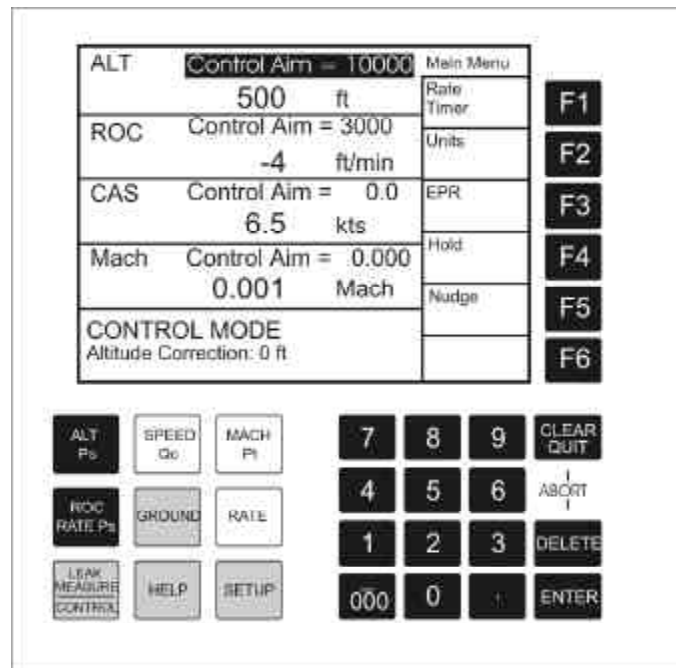 ALT Control Aim = 10000 Main Menu
500 ft Rate
Timer F1
ROC Control Aim = 3000
-4 ft/min Units F2
CAS Control Aim = 0.0 EPR F3
6.5 kts
Mach Control Aim = 0.000 Hold F4
0.001 Mach Nudge F5
CONTROL MODE
Altitude Correction: 0 ft F6
ALT SPEED MACH 7 8 9 CLEAR
Ps Qc Pt QUIT
ROC GROUND RATE 4 5 6 ABORT
RATE Ps
1 2 3 DELETE
LEAK
MEASURE HELP SETUP
CONTROL 000 0 . ENTER